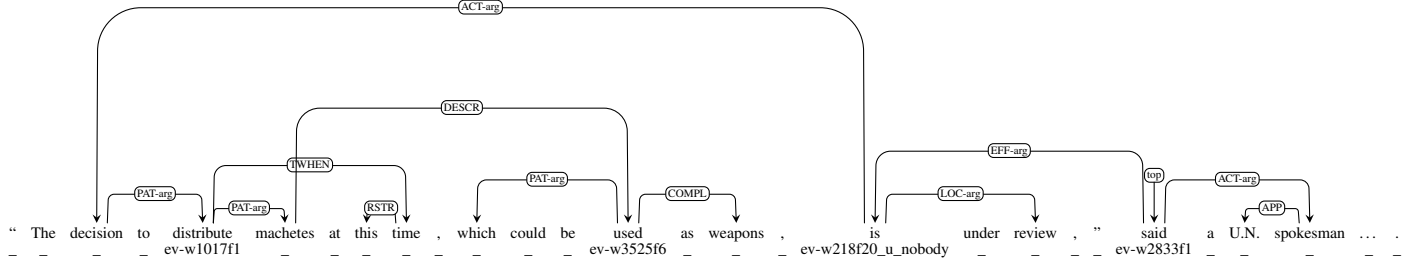 ACT-arg
DESCR
TWHEN EFF-arg
PAT-arg PAT-arg RSTR PAT-arg COMPL LOC-arg top ACT-arg APP
“ The decision to distribute machetes at this time , which could be used as weapons , is under review , ” said a U.N. spokesman … .
_ _ _ _ ev-w1017f1 _ _ _ _ _ _ _ _ ev-w3525f6 _ _ _ ev-w218f20_u_nobody _ _ _ _ ev-w2833f1 _ _ _ _ _